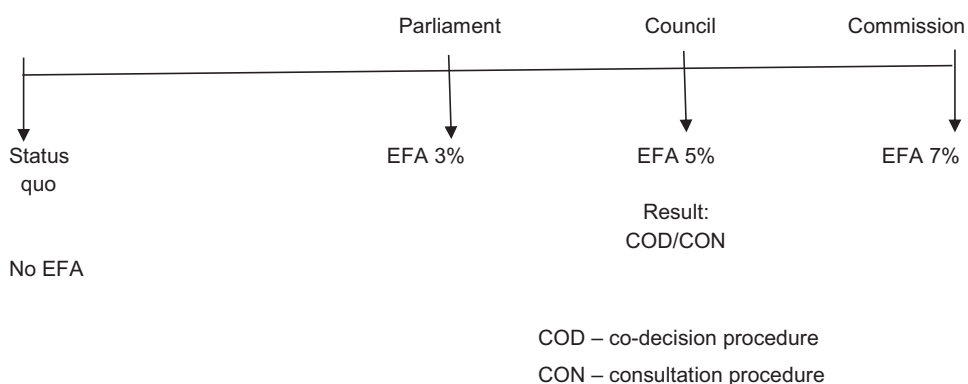 Parliament Council Commission
Status quo
EFA 3% EFA 5% EFA 7%
Result:
COD/CON
No EFA
COD – co-decision procedure
CON – consultation procedure